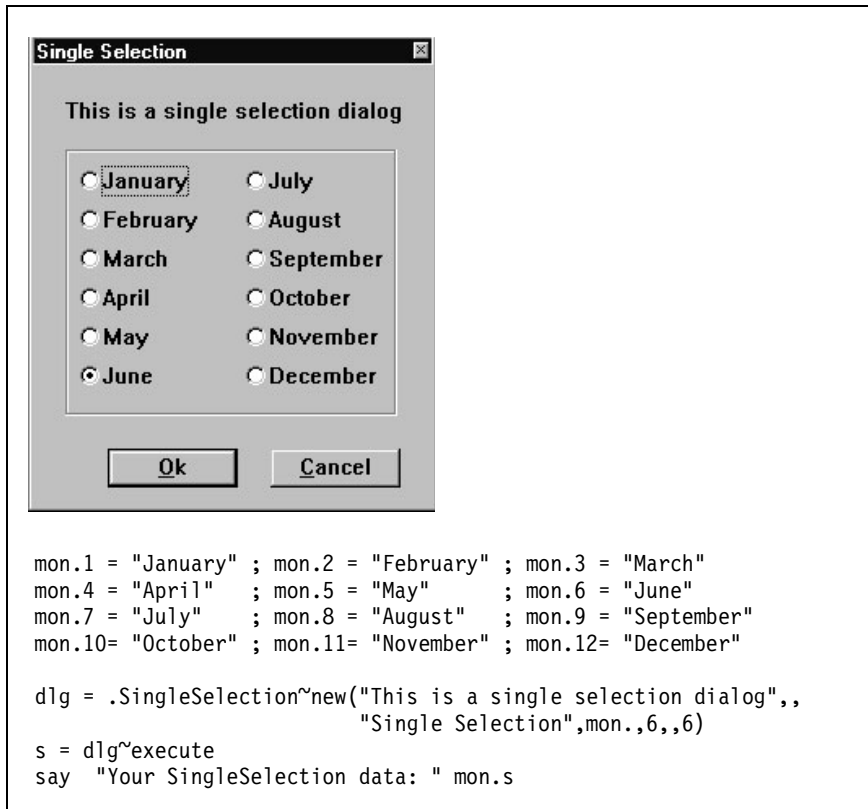 Single Selection
This is a single selection dialog
January July
February August
March September
April October
May November
June December
Ok Cancel
mon.1 = "January" ; mon.2 = "February" ; mon.3 = "March"
mon.4 = "April"   ; mon.5 = "May"      ; mon.6 = "June"
mon.7 = "July"    ; mon.8 = "August"   ; mon.9 = "September"
mon.10= "October" ; mon.11= "November" ; mon.12= "December"
dlg = .SingleSelection~new("This is a single selection dialog",,
"Single Selection",mon.,6,,6)
s = dlg~execute
say  "Your SingleSelection data: " mon.s